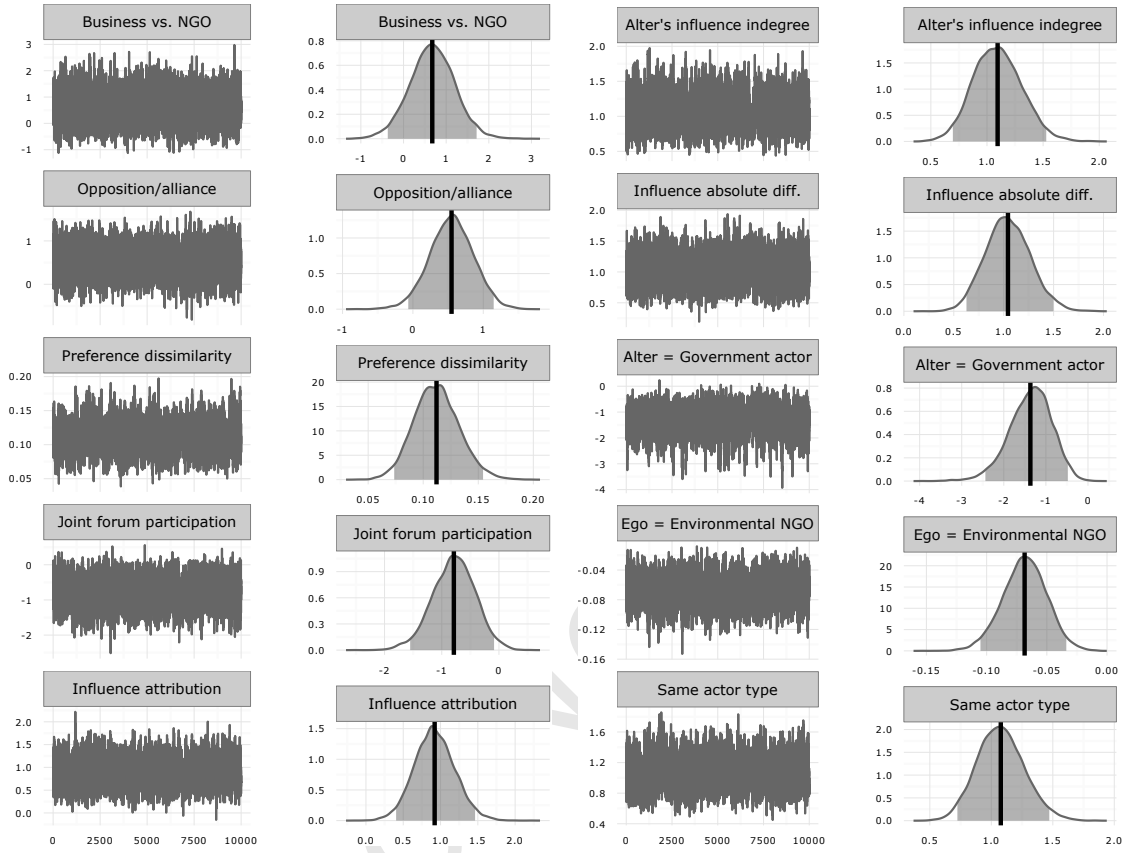 Business vs. NGO
3
2
1
0
-1
Business vs. NGO
0.8
0.6
0.4
0.2
0.0
-1 0 1 2 3
Alter's influence indegree
2.0
1.5
1.0
0.5
Alter's influence indegree
1.5
1.0
0.5
0.0
0.5 1.0 1.5 2.0
Opposition/alliance
1
0
Opposition/alliance
1.0
0.5
0.0
-1 0 1
Influence absolute diff.
2.0
1.5
1.0
0.5
Influence absolute diff.
1.5
1.0
0.5
0.0
0.0 0.5 1.0 1.5 2.0
Preference dissimilarity
0.20
0.15
0.10
0.05
Preference dissimilarity
20
15
10
5
0
0.05 0.10 0.15 0.20
Alter = Government actor
0
-1
-2
-3
-4
Alter = Government actor
0.8
0.6
0.4
0.2
0.0
-4 -3 -2 -1 0
Joint forum participation
0
-1
-2
Joint forum participation
0.9
0.6
0.3
0.0
-2 -1 0
Ego = Environmental NGO
-0.04
-0.08
-0.12
-0.16
Ego = Environmental NGO
20
15
10
5
0
-0.15 -0.10 -0.05 0.00
Influence attribution
2.0
1.5
1.0
0.5
0.0
0 2500 5000 7500 10000
Influence attribution
1.5
1.0
0.5
0.0
0.0 0.5 1.0 1.5 2.0
Same actor type
1.6
1.2
0.8
0.4
0 2500 5000 7500 10000
Same actor type
2.0
1.5
1.0
0.5
0.0
0.5 1.0 1.5 2.0